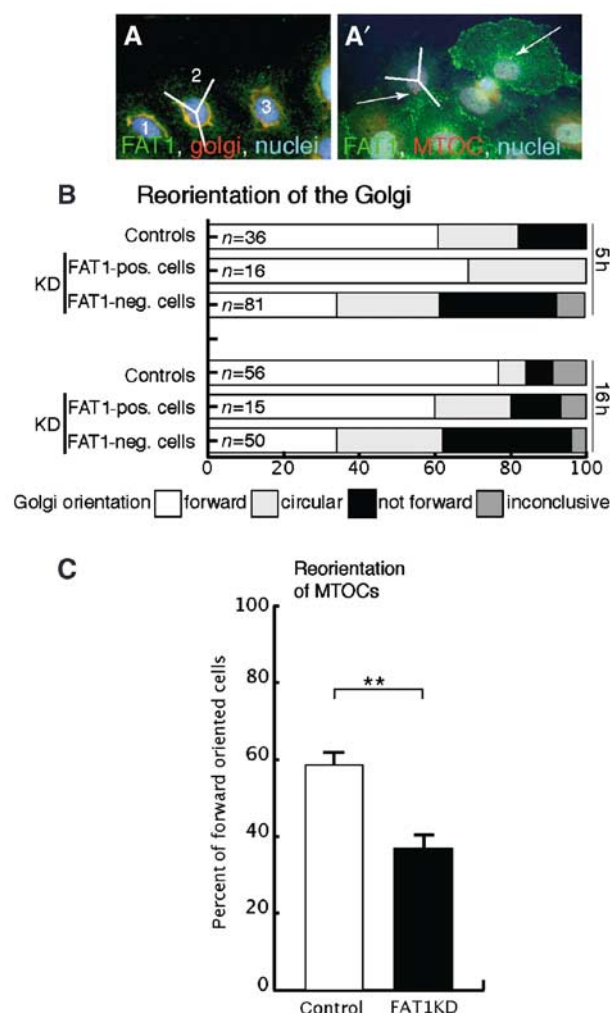 A
2
1
3
FAT1, golgi, nuclei
A′
FAT1, MTOC, nuclei
B Reorientation of the Golgi
Controls n=36
KD
FAT1-pos. cells n=16
FAT1-neg. cells n=81
5 h
Controls n=56
KD
FAT1-pos. cells n=15
FAT1-neg. cells n=50
16 h
0 20 40 60 80 100
Golgi orientation forward circular not forward inconclusive
C
Reorientation
of MTOCs
Percent of forward oriented cells
100
80
60
40
20
0
**
Control FAT1KD